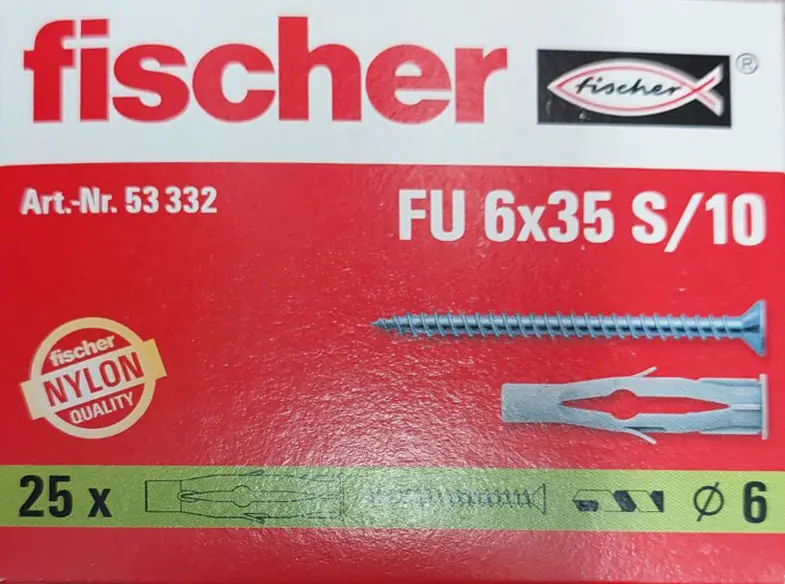 fischer
fischer ®
Art.-Nr. 53 332
FU 6x35 S/10
fischer
NYLON
QUALITY
25 x
Ø 6